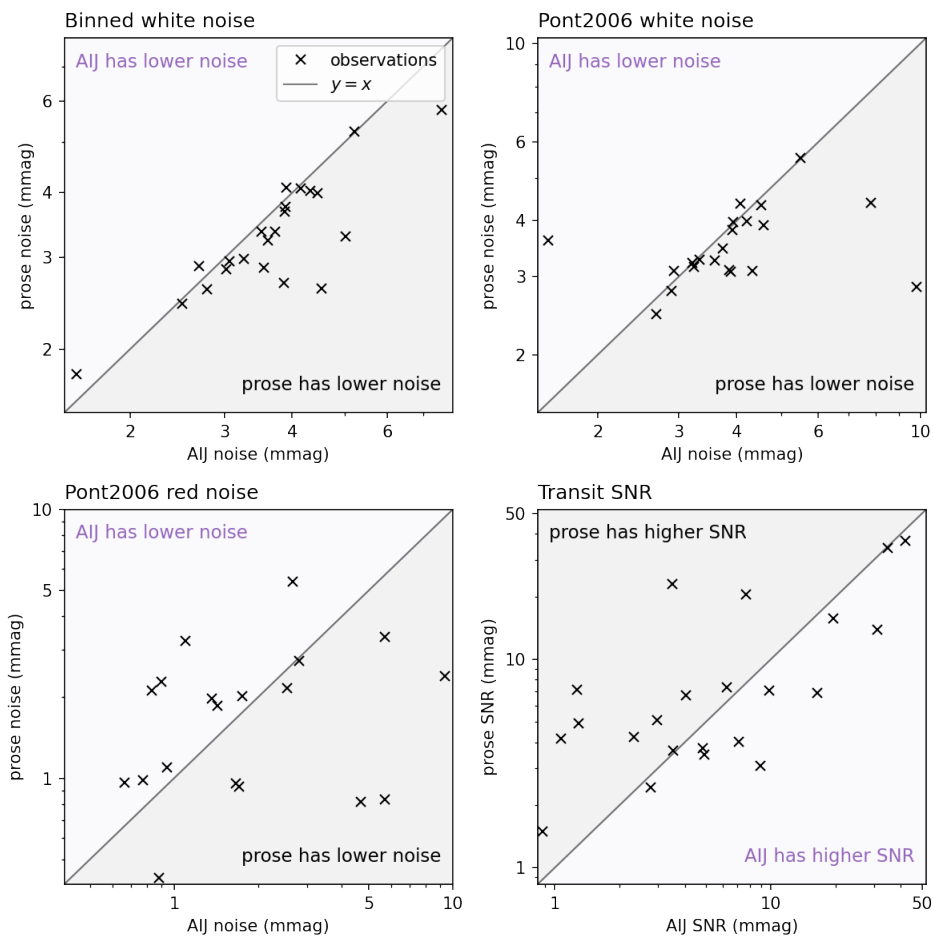 Binned white noise
AIJ has lower noise
observations
y = x
prose has lower noise
6
4
3
2
2
3
4
6
prose noise (mmag)
AIJ noise (mmag)
Pont2006 white noise
AIJ has lower noise
prose has lower noise
10
6
4
3
2
2
3
4
6
10
prose noise (mmag)
AIJ noise (mmag)
Pont2006 red noise
AIJ has lower noise
prose has lower noise
10
5
1
1
5
10
prose noise (mmag)
AIJ noise (mmag)
Transit SNR
prose has higher SNR
AIJ has higher SNR
50
10
1
1
10
50
prose SNR (mmag)
AIJ SNR (mmag)